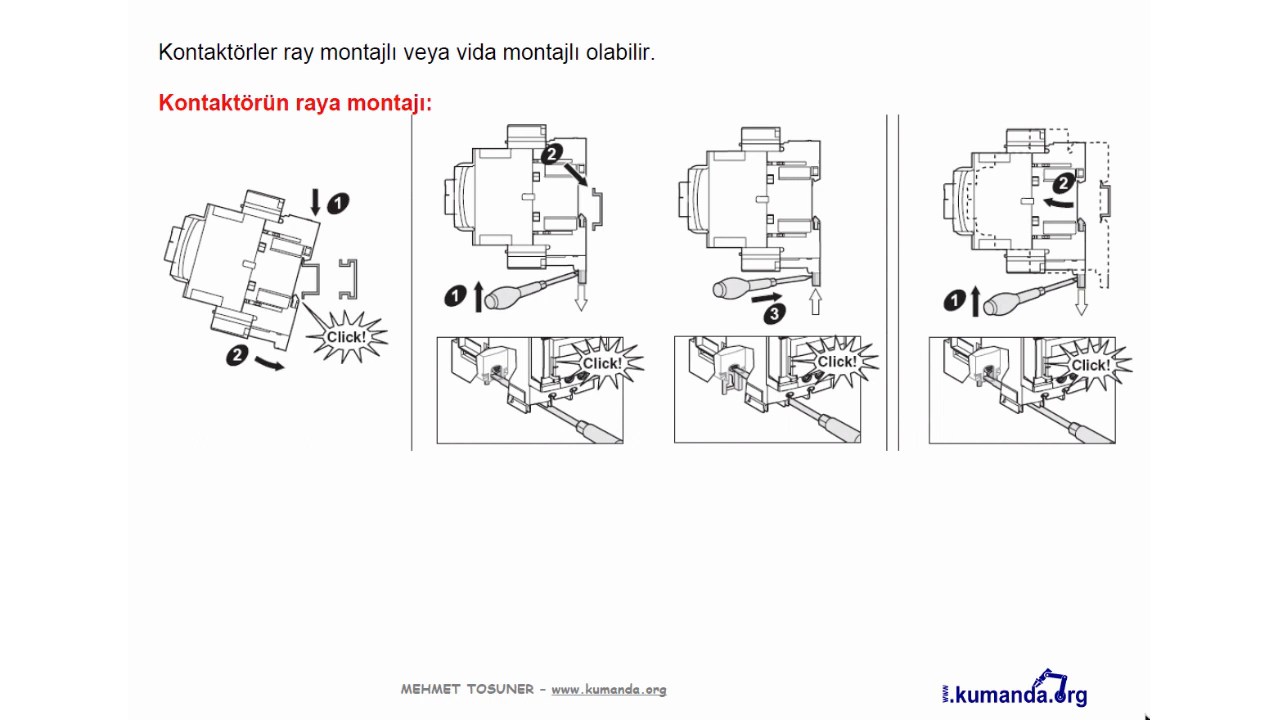 Kontaktörler ray montajlı veya vida montajlı olabilir.
Kontaktörün raya montajı:
1
2
Click!
2
1
Click!
3
Click!
2
1
Click!
MEHMET TOSUNER - www.kumanda.org
www.kumanda.org